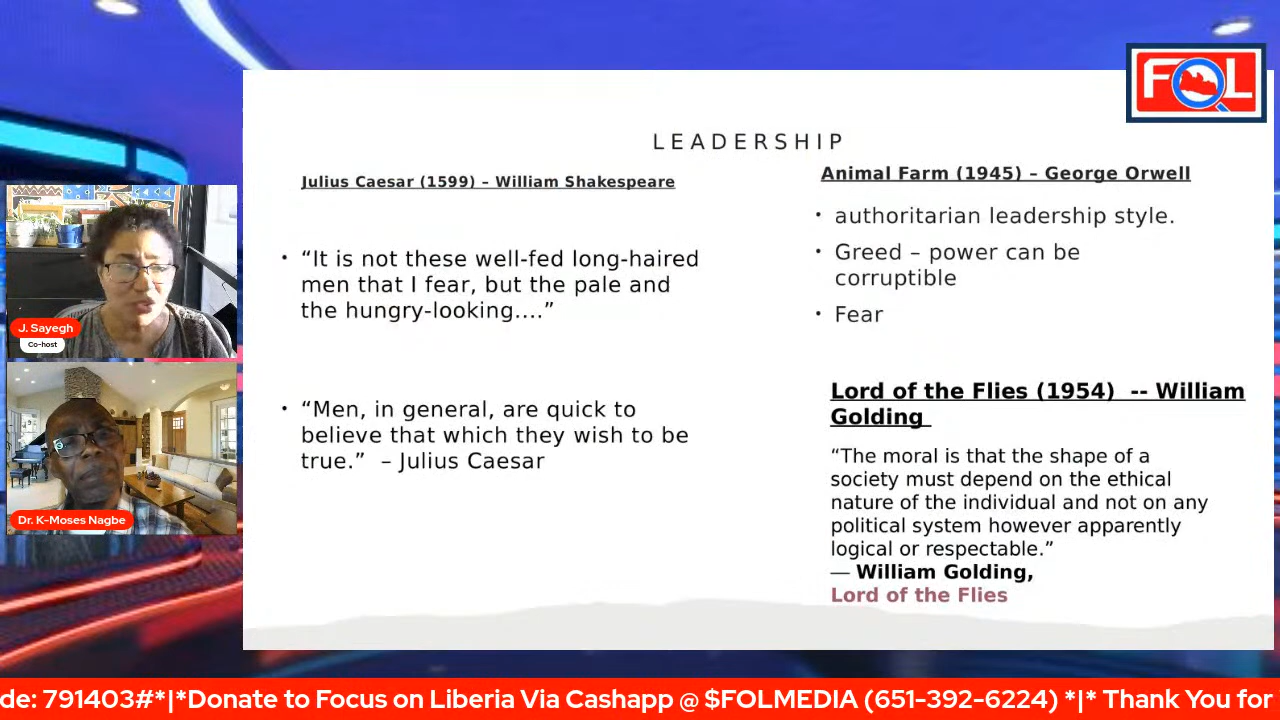 FOL
LEADERSHIP
Julius Caesar (1599) – William Shakespeare
• “It is not these well-fed long-haired
men that I fear, but the pale and
the hungry-looking....”
• “Men, in general, are quick to
believe that which they wish to be
true.”  – Julius Caesar
Animal Farm (1945) – George Orwell
• authoritarian leadership style.
• Greed – power can be
corruptible
• Fear
Lord of the Flies (1954)  -- William
Golding
“The moral is that the shape of a
society must depend on the ethical
nature of the individual and not on any
political system however apparently
logical or respectable.”
― William Golding,
Lord of the Flies
J. Sayegh
Co-host
Dr. K-Moses Nagbe
de: 791403#*|*Donate to Focus on Liberia Via Cashapp @ $FOLMEDIA (651-392-6224) *|* Thank You for